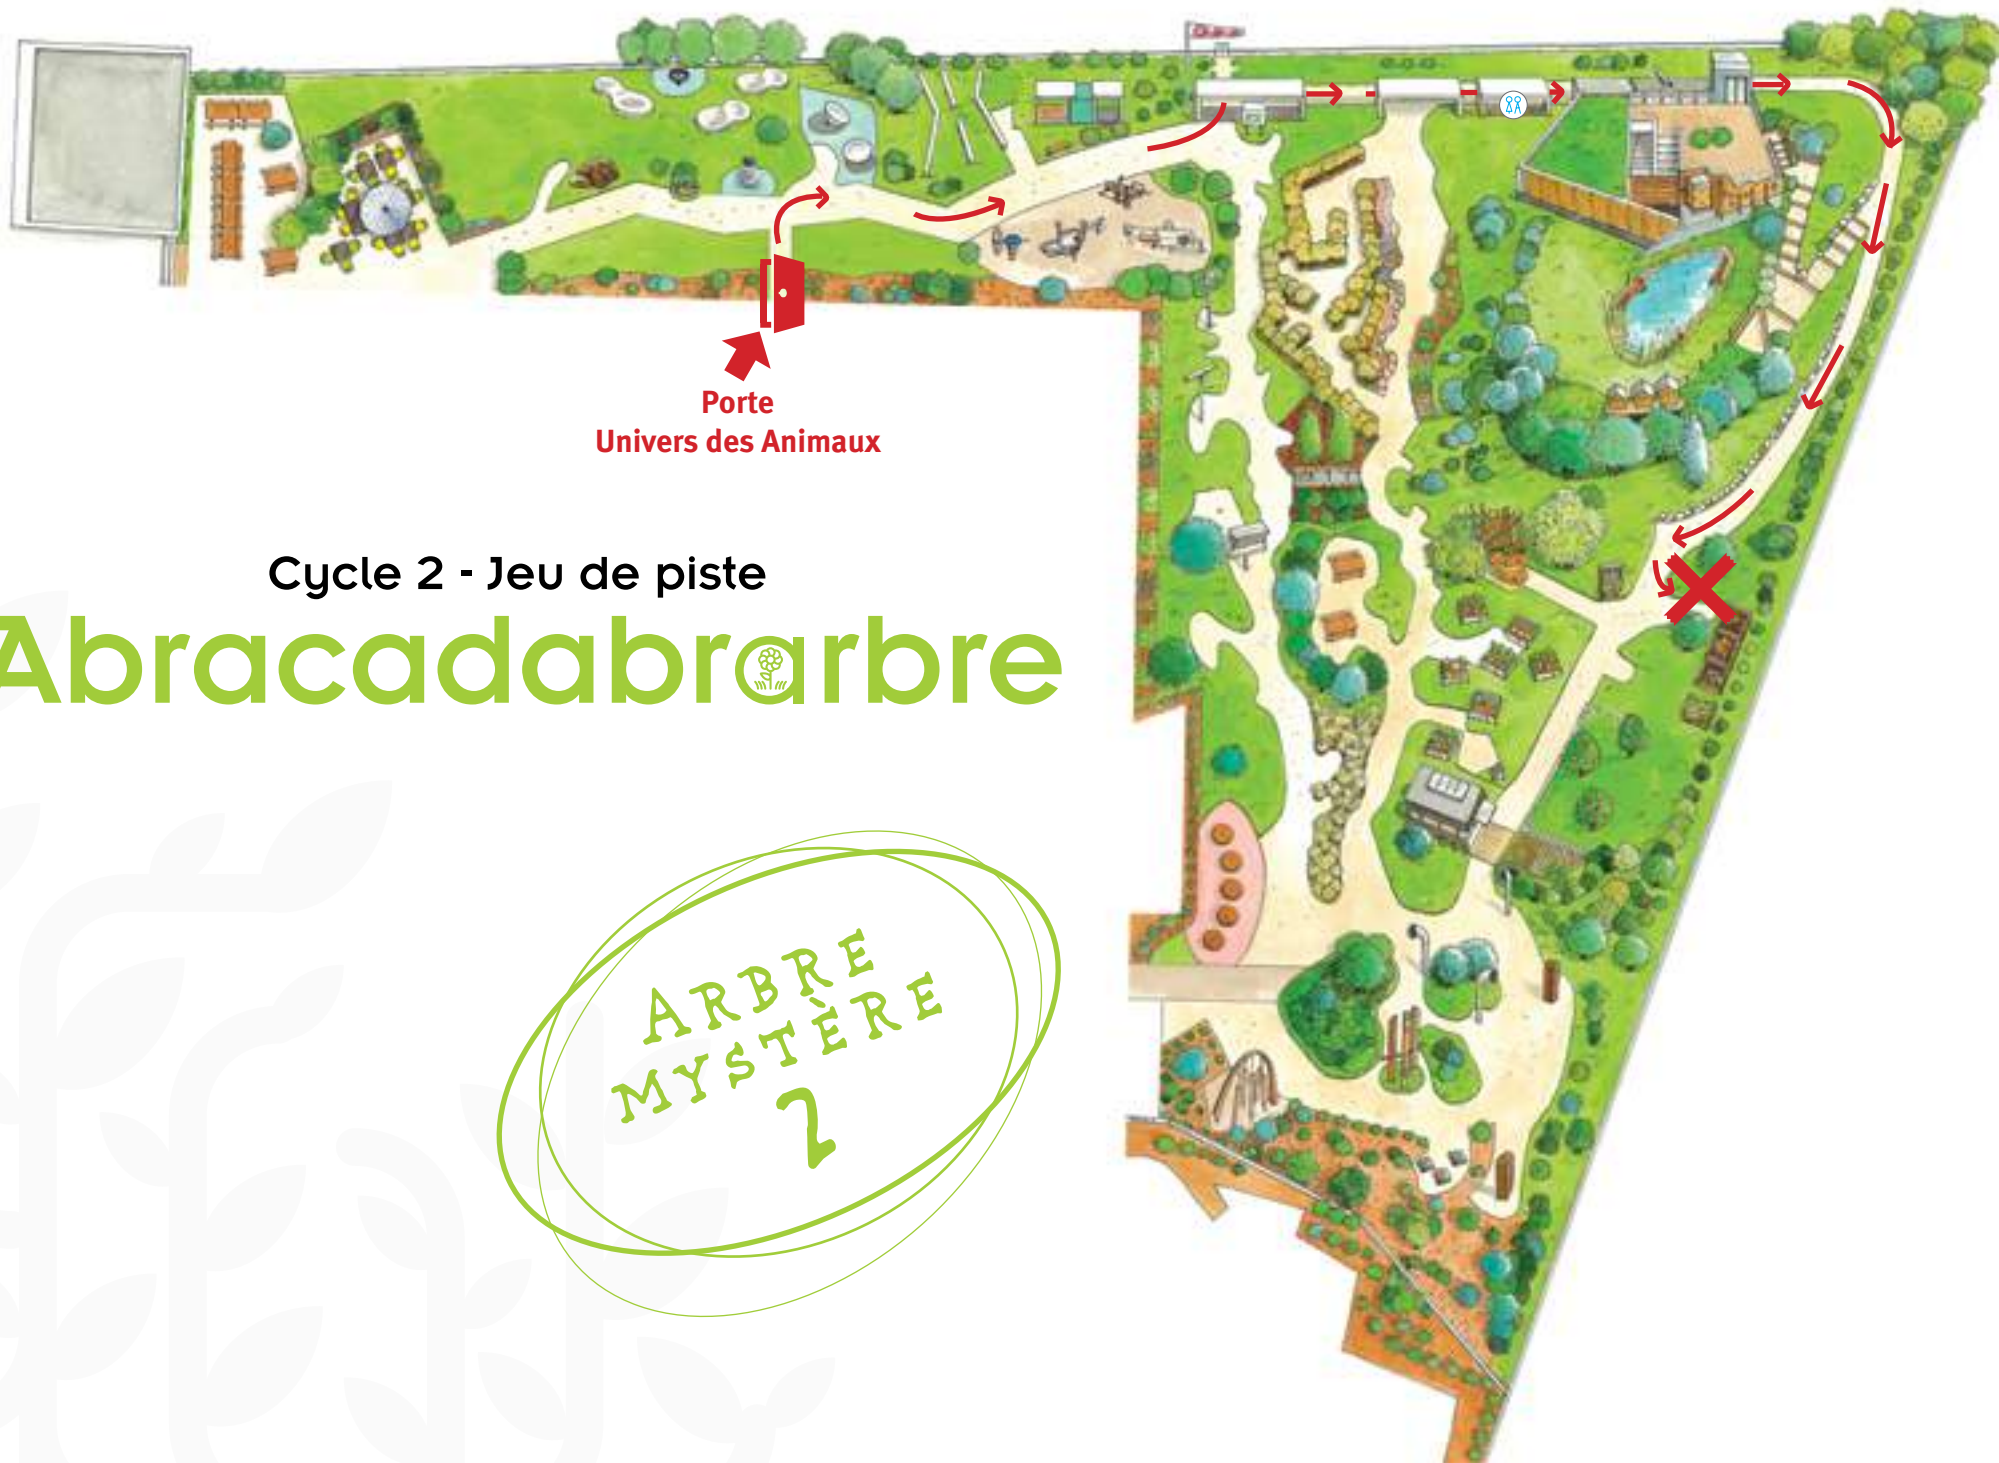 Porte
Univers des Animaux
Cycle 2 - Jeu de piste
Abracadabrarbre
ARBRE
MYSTÈRE
2